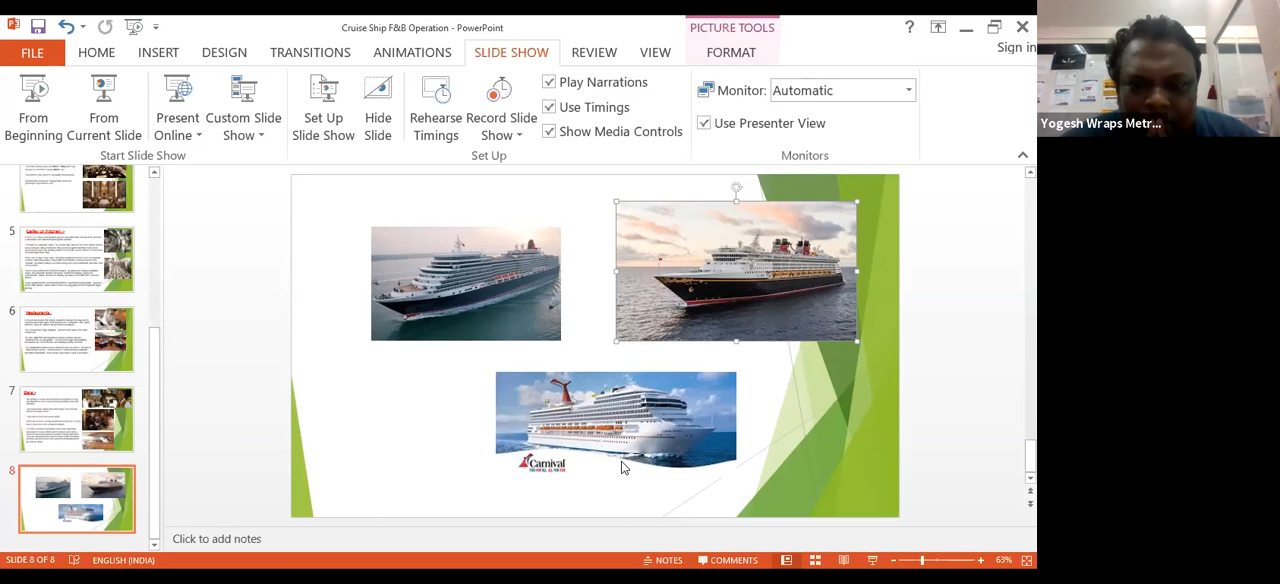 Cruise Ship F&B Operation - PowerPoint
PICTURE TOOLS
?
Sign in
FILE
HOME
INSERT
DESIGN
TRANSITIONS
ANIMATIONS
SLIDE SHOW
REVIEW
VIEW
FORMAT
From Beginning
From Current Slide
Present Online
Custom Slide Show
Set Up Slide Show
Hide Slide
Rehearse Timings
Record Slide Show
Play Narrations
Use Timings
Show Media Controls
Monitor: Automatic
Use Presenter View
Start Slide Show
Set Up
Monitors
Yogesh Wraps Metr...
5
6
7
8
Carnival
Click to add notes
SLIDE 8 OF 8
ENGLISH (INDIA)
NOTES
COMMENTS
63%